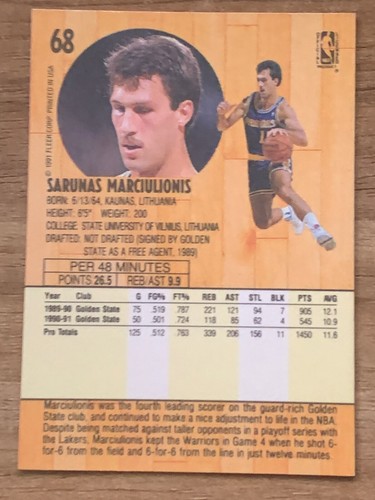 68
© 1991 FLEER CORP. PRINTED IN USA
NBA
SARUNAS MARCIULIONIS
BORN: 6/13/64, KAUNAS, LITHUANIA
HEIGHT: 6'5" WEIGHT: 200
COLLEGE: STATE UNIVERSITY OF VILNIUS, LITHUANIA
DRAFTED: NOT DRAFTED (SIGNED BY GOLDEN
STATE AS A FREE AGENT, 1989)
PER 48 MINUTES
POINTS 26.5 REB/AST 9.9
Year Club G FG% FT% REB AST STL BLK PTS AVG
1989-90 Golden State 75 .519 .787 221 121 94 7 905 12.1
1990-91 Golden State 50 .501 .724 118 85 62 4 545 10.9
Pro Totals 125 .512 .763 339 206 156 11 1450 11.6
Marciulionis was the fourth leading scorer on the guard-rich Golden
State club, and continued to make a nice adjustment to life in the NBA.
Despite being matched against taller opponents in a playoff series with
the Lakers, Marciulionis kept the Warriors in Game 4 when he shot 6-
for-6 from the field and 6-for-6 from the line in just twelve minutes.